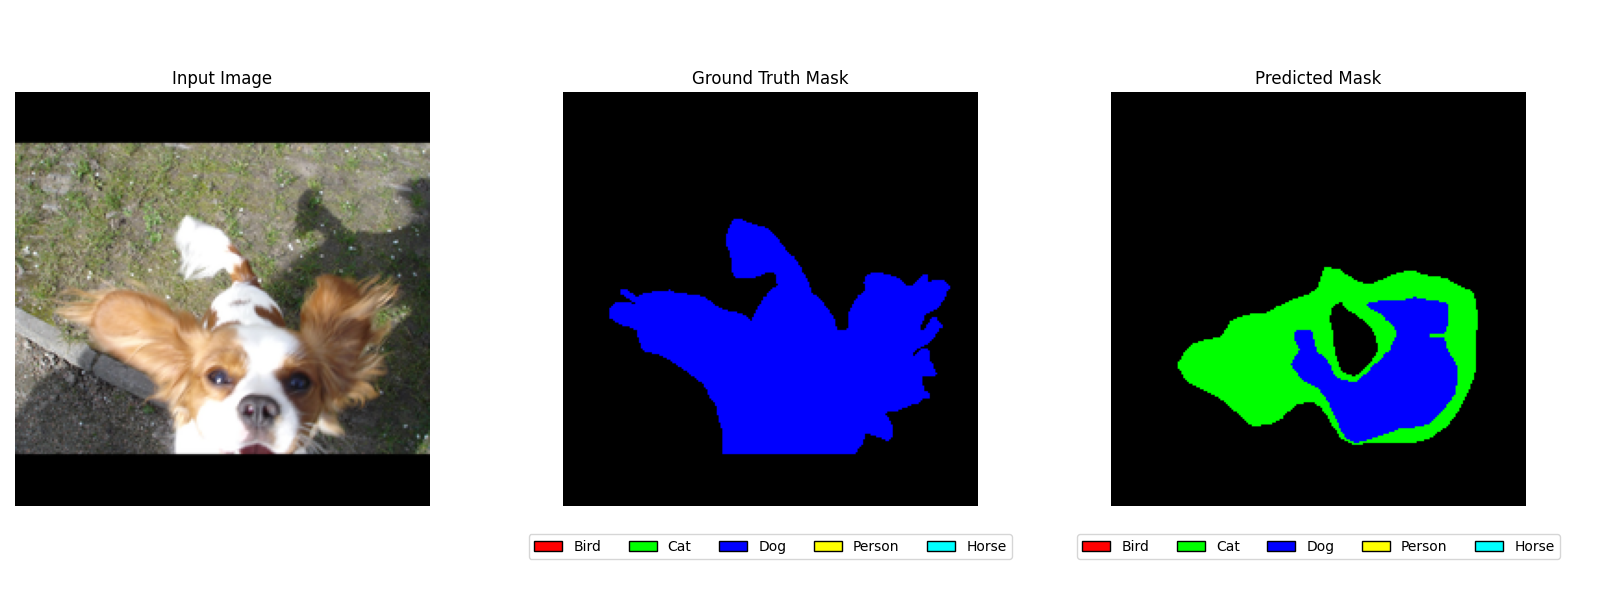 Input Image
Ground Truth Mask
Predicted Mask
Bird Cat Dog Person Horse
Bird Cat Dog Person Horse